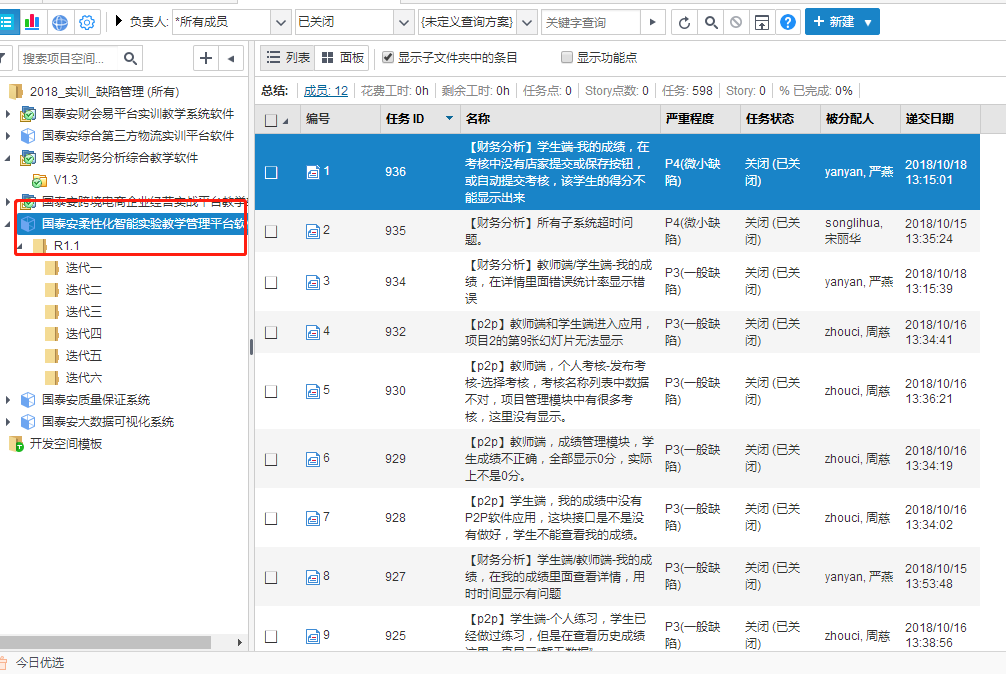 负责人: *所有成员 已关闭 {未定义查询方案} 关键字查询 ? + 新建
搜索项目空间... 列表 面板 显示子文件夹中的条目 显示功能点
总结: 成员: 12 花费工时: 0h 剩余工时: 0h 任务点: 0 Story点数: 0 任务: 598 Story: 0 % 已完成: 0%
2018_实训_缺陷管理 (所有)
国泰安财会易平台实训教学系统软件
国泰安综合第三方物流实训平台软件
国泰安财务分析综合教学软件
V1.3
国泰安跨境电商企业经营实战平台教学
国泰安柔性化智能实验教学管理平台软
R1.1
迭代一
迭代二
迭代三
迭代四
迭代五
迭代六
国泰安质量保证系统
国泰安大数据可视化系统
开发空间模板
编号 任务 ID 名称 严重程度 任务状态 被分配人 递交日期
1 936
【财务分析】学生端-我的成绩，在
考核中没有店家提交或保存按钮，
或自动提交考核，该学生的得分不
能显示出来
P4(微小缺
陷)
关闭 (已关
闭)
yanyan, 严燕
2018/10/18
13:15:01
2 935
【财务分析】所有子系统超时问
题。
P4(微小缺
陷)
关闭 (已关
闭)
songlihua,
宋丽华
2018/10/15
13:35:24
3 934
【财务分析】教师端/学生端-我的成
绩，在详情里面错误统计率显示错
误
P3(一般缺
陷)
关闭 (已关
闭)
yanyan, 严燕
2018/10/18
13:15:39
4 932
【p2p】教师端和学生端进入应用，
项目2的第9张幻灯片无法显示
P3(一般缺
陷)
关闭 (已关
闭)
zhouci, 周慈
2018/10/16
13:34:41
5 930
【p2p】教师端，个人考核-发布考
核-选择考核，考核名称列表中数据
不对，项目管理模块中有很多考
核，这里没有显示。
P3(一般缺
陷)
关闭 (已关
闭)
zhouci, 周慈
2018/10/16
13:36:21
6 929
【p2p】教师端，成绩管理模块，学
生成绩不正确，全部显示0分，实际
上不是0分。
P3(一般缺
陷)
关闭 (已关
闭)
zhouci, 周慈
2018/10/16
13:34:19
7 928
【p2p】学生端，我的成绩中没有
P2P软件应用，这块接口是不是没
有做好，学生不能查看我的成绩。
P3(一般缺
陷)
关闭 (已关
闭)
zhouci, 周慈
2018/10/16
13:34:02
8 927
【财务分析】学生端/教师端-我的成
绩，在我的成绩里面查看详情，用
时时间显示有问题
P3(一般缺
陷)
关闭 (已关
闭)
yanyan, 严燕
2018/10/15
13:53:48
9 925
【p2p】学生端-个人练习，学生已
经做过练习，但是在查看历史成绩
P3(一般缺
陷)
关闭 (已关
闭)
zhouci, 周慈
2018/10/16
13:38:56
今日优选